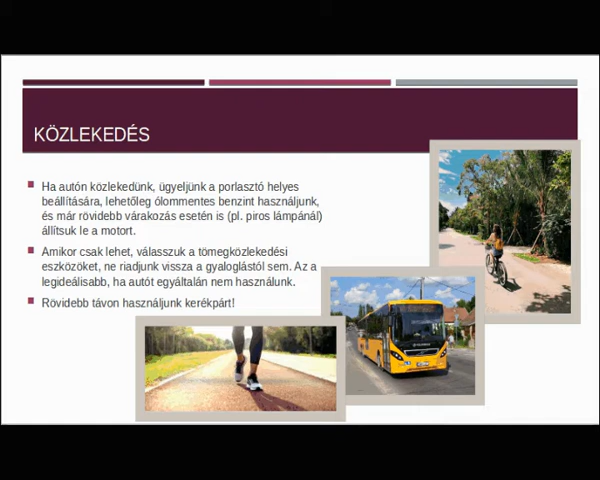 KÖZLEKEDÉS
Ha autón közlekedünk, ügyeljünk a porlasztó helyes
beállítására, lehetőleg ólommentes benzint használjunk,
és már rövidebb várakozás esetén is (pl. piros lámpánál)
állítsuk le a motort.
Amikor csak lehet, válasszuk a tömegközlekedési
eszközöket, ne riadjunk vissza a gyaloglástól sem. Az a
legideálisabb, ha autót egyáltalán nem használunk.
Rövidebb távon használjunk kerékpárt!